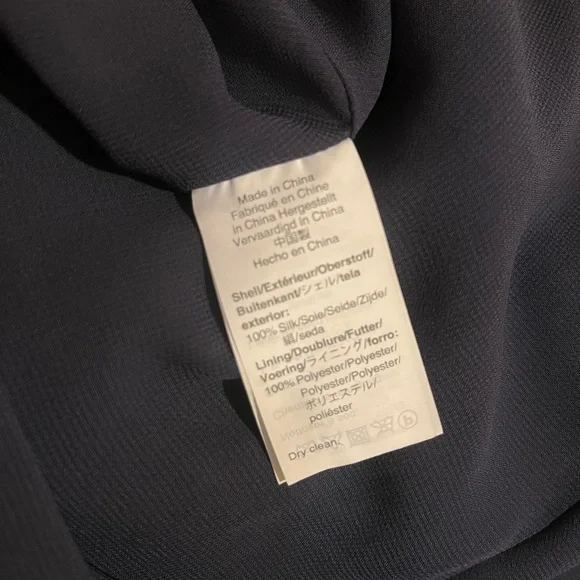 Made in China
Fabriqué en Chine
in China Hergestellt
Vervaardigd in China
中国製
Hecho en China
Shell/Extérieur/Oberstoff/
Buitenkant/シェル/tela
exterior:
100% Silk/Soie/Seide/Zijde/
絹/seda
Lining/Doublure/Futter/
Voering/ライニング/forro:
100% Polyester/Polyester/
Polyester/Polyester/
ポリエステル/
poliéster
Dry clean.